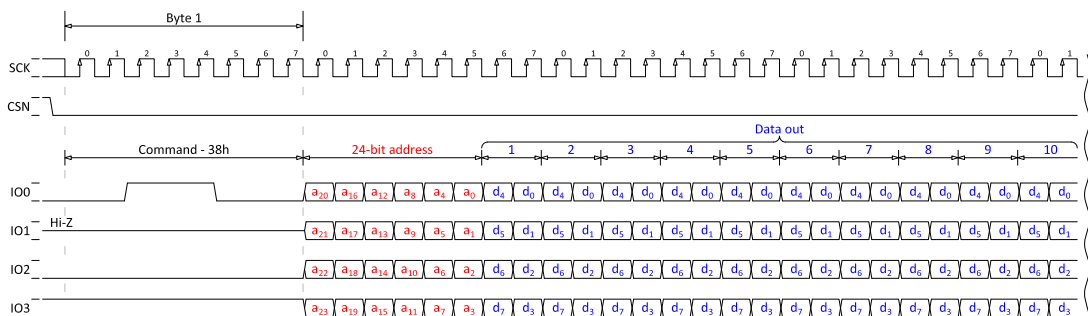 Byte 1
0 1 2 3 4 5 6 7 0 1 2 3 4 5 6 7 0 1 2 3 4 5 6 7 0 1 2 3 4 5 6 7 0 1
SCK
CSN
Data out
Command - 38h 24-bit address 1 2 3 4 5 6 7 8 9 10
IO0 a20 a16 a12 a8 a4 a0 d4 d0 d4 d0 d4 d0 d4 d0 d4 d0 d4 d0 d4 d0 d4 d0 d4 d0 d4 d0
Hi-Z
IO1 a21 a17 a13 a9 a5 a1 d5 d1 d5 d1 d5 d1 d5 d1 d5 d1 d5 d1 d5 d1 d5 d1 d5 d1 d5 d1
IO2 a22 a18 a14 a10 a6 a2 d6 d2 d6 d2 d6 d2 d6 d2 d6 d2 d6 d2 d6 d2 d6 d2 d6 d2 d6 d2
IO3 a23 a19 a15 a11 a7 a3 d7 d3 d7 d3 d7 d3 d7 d3 d7 d3 d7 d3 d7 d3 d7 d3 d7 d3 d7 d3